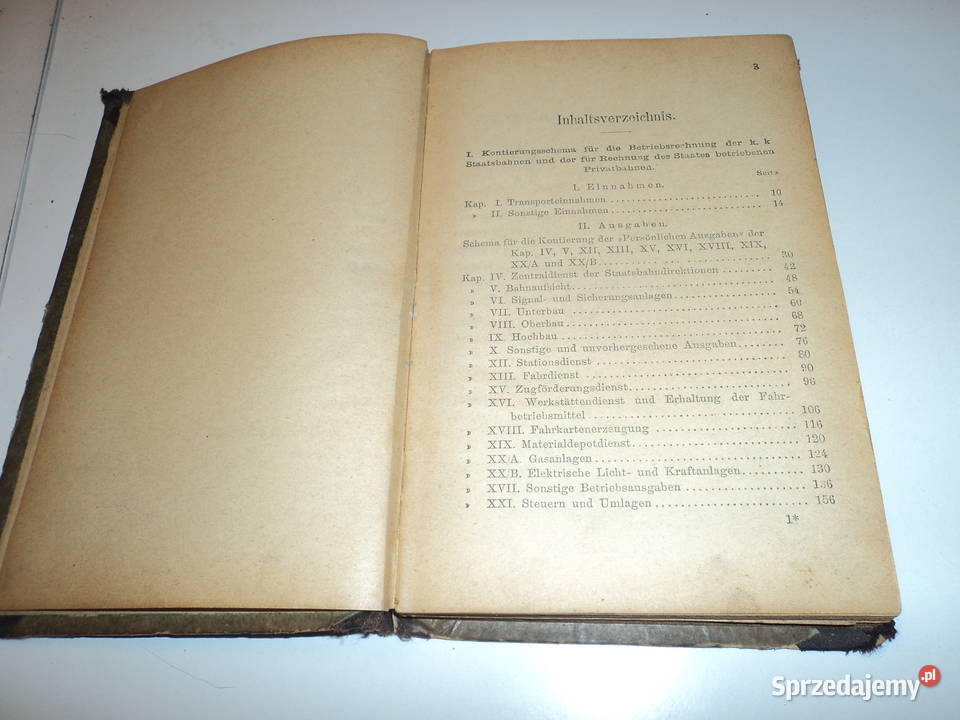 3
Inhaltsverzeichnis.
I. Kontierungsschema für die Betriebsrechnung der k. k
Staatsbahnen und der für Rechnung des Staates betriebenen
Privatbahnen.
Seite
I. Einnahmen.
Kap. I. Transporteinnahmen 10
» II. Sonstige Einnahmen 14
II. Ausgaben.
Schema für die Kontierung der »Persönlichen Ausgaben« der
Kap. IV, V, XII, XIII, XV, XVI, XVIII, XIX,
XX/A und XX/B 30
Kap. IV. Zentraldienst der Staatsbahndirektionen 42
» V. Bahnaufsicht 48
» VI. Signal- und Sicherungsanlagen 54
» VII. Unterbau 60
» VIII. Oberbau 68
» IX. Hochbau 72
» X. Sonstige und unvorhergesehene Ausgaben 76
» XII. Stationsdienst 80
» XIII. Fahrdienst 90
» XV. Zugförderungsdienst 96
» XVI. Werkstättendienst und Erhaltung der Fahr-
betriebsmittel 106
» XVIII. Fahrkartenerzeugung 116
» XIX. Materialdepotdienst 120
» XX/A. Gasanlagen 124
» XX/B. Elektrische Licht- und Kraftanlagen 130
» XVII. Sonstige Betriebsausgaben 136
» XXI. Steuern und Umlagen 156
1*
Sprzedajemy.pl